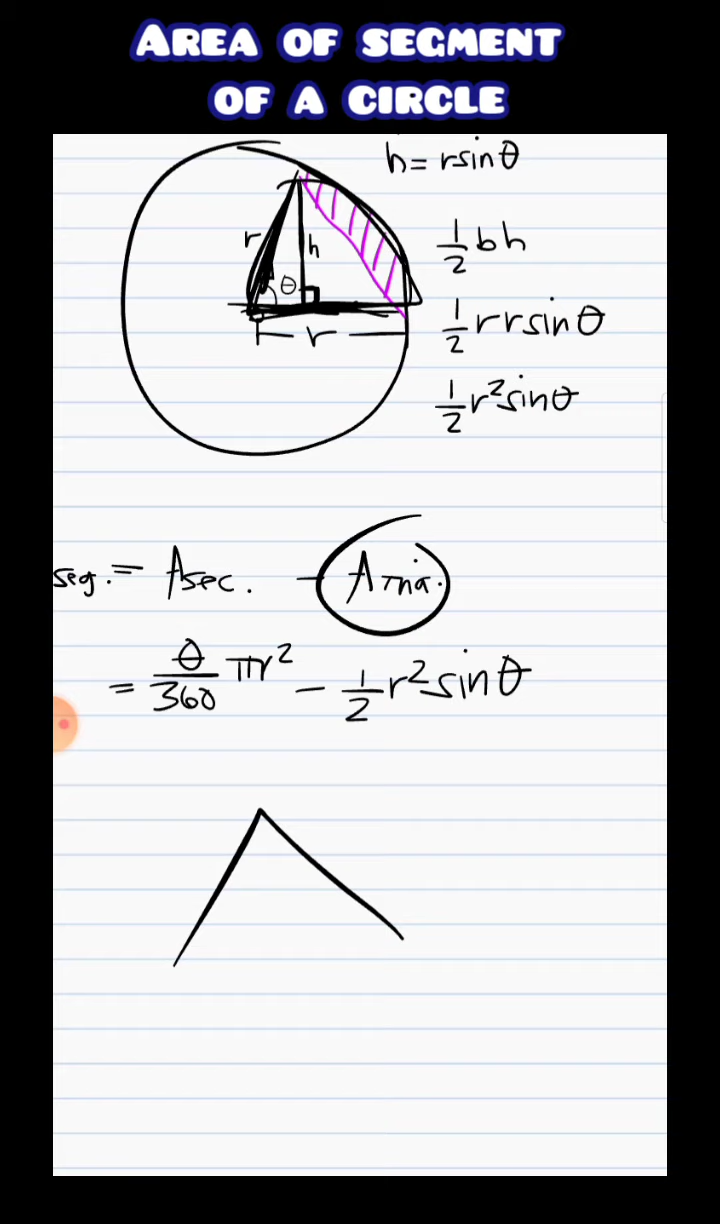 AREA OF SEGMENT
OF A CIRCLE
h = r sin θ
r
h
θ
1/2 bh
r
1/2 r r sin θ
1/2 r² sin θ
seg. = Asec. - Atria.
= θ/360 πr² - 1/2 r² sin θ